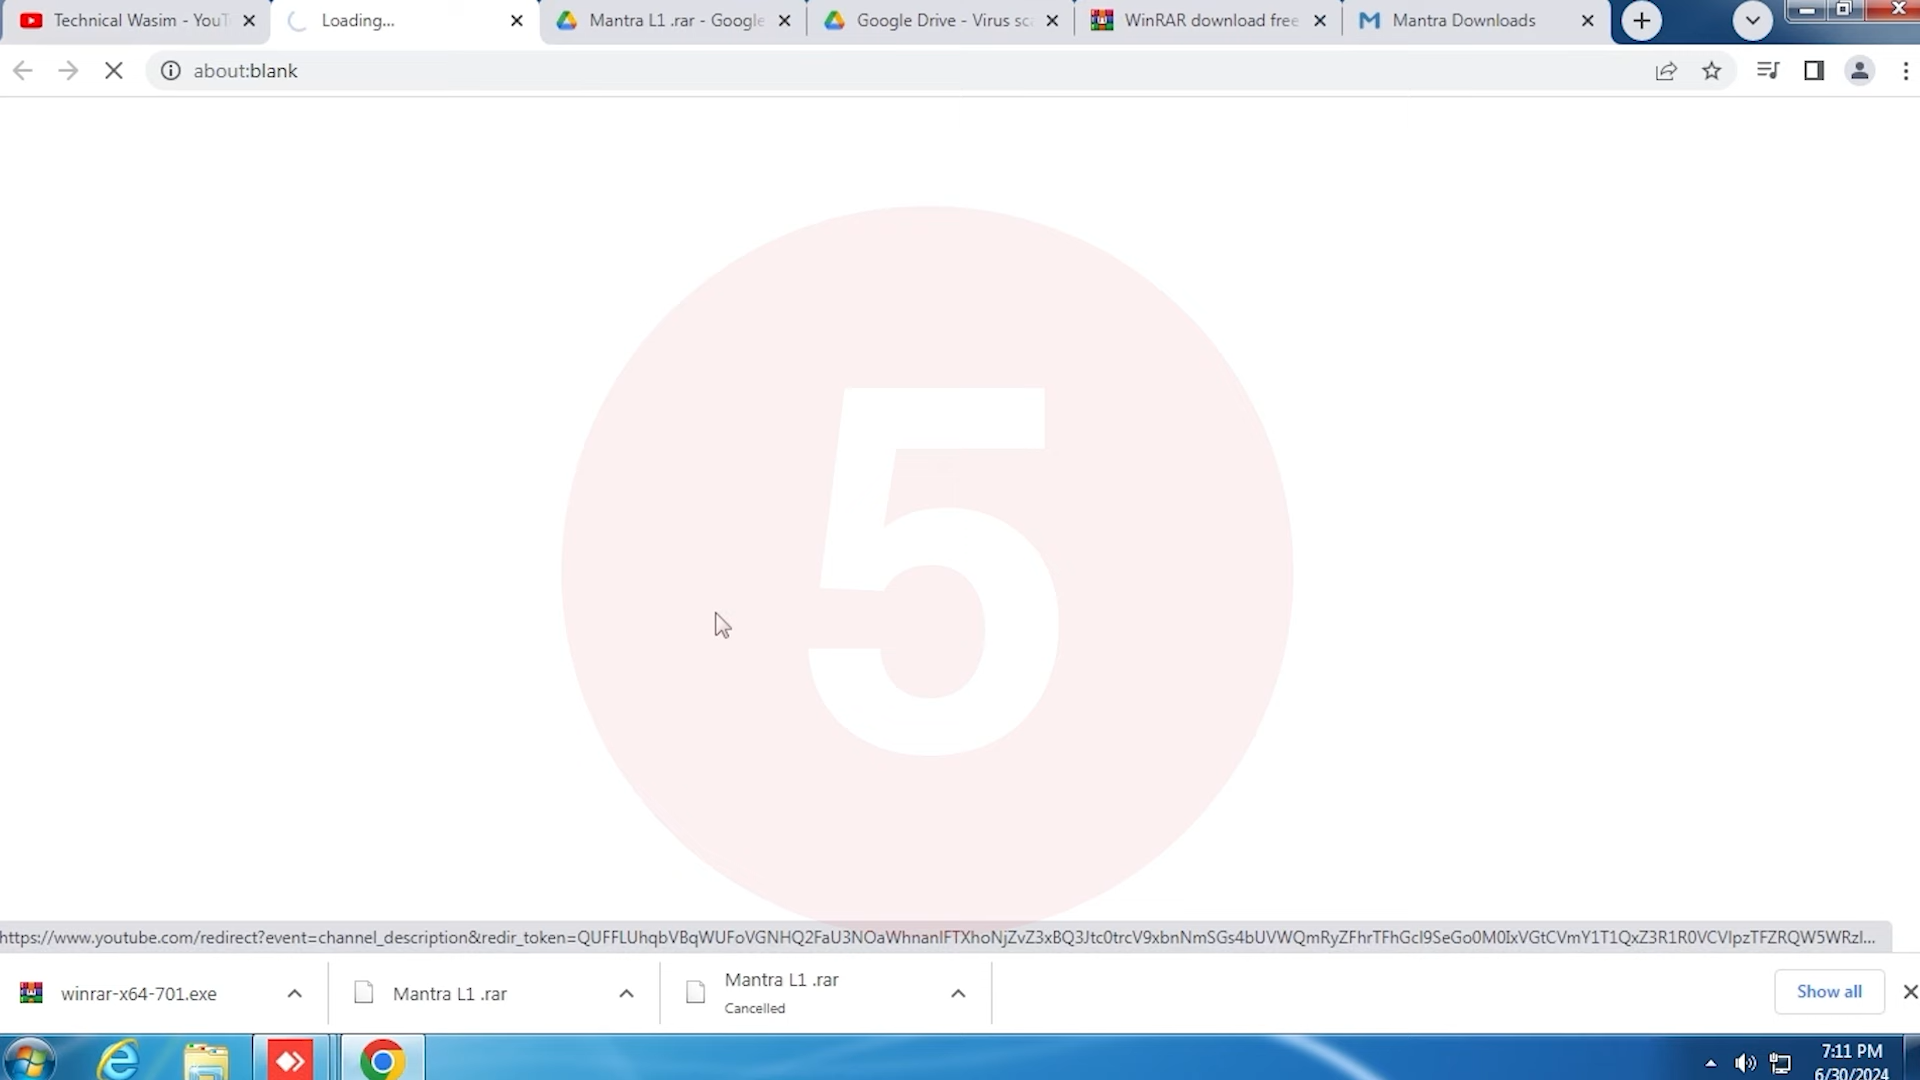 Technical Wasim - YouT
Loading...
Mantra L1 .rar - Google
Google Drive - Virus sc
WinRAR download free
Mantra Downloads
about:blank
5
https://www.youtube.com/redirect?event=channel_description&redir_token=
winrar-x64-701.exe
Mantra L1 .rar
Mantra L1 .rar
Cancelled
Show all
7:11 PM
6/30/2024